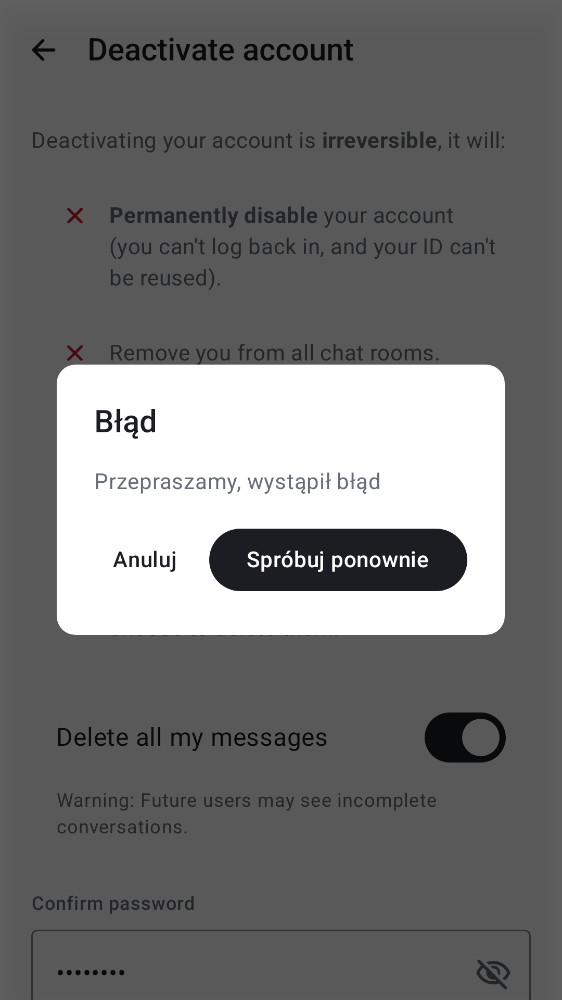 Deactivate account
Deactivating your account is irreversible, it will:
Permanently disable your account
(you can't log back in, and your ID can't
be reused).
Remove you from all chat rooms.
Błąd
Przepraszamy, wystąpił błąd
Anuluj
Spróbuj ponownie
Delete all my messages
Warning: Future users may see incomplete
conversations.
Confirm password
••••••••